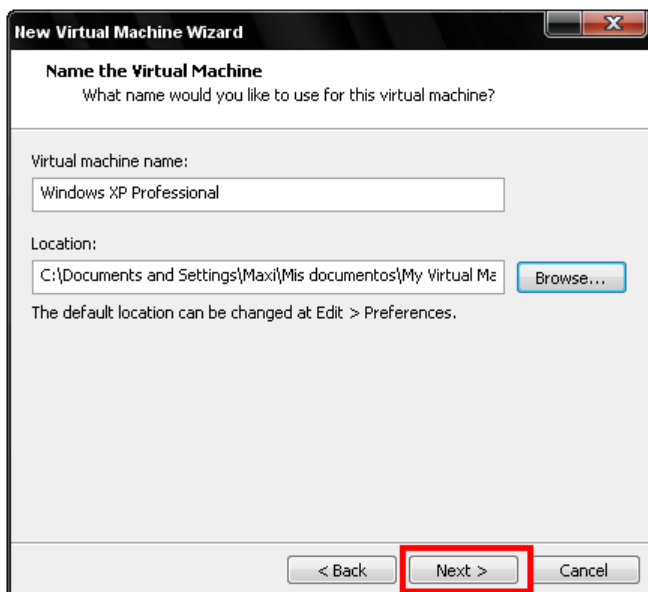 New Virtual Machine Wizard
Name the Virtual Machine
What name would you like to use for this virtual machine?
Virtual machine name:
Windows XP Professional
Location:
C:\Documents and Settings\Maxi\Mis documentos\My Virtual Ma
Browse...
The default location can be changed at Edit > Preferences.
< Back Next > Cancel